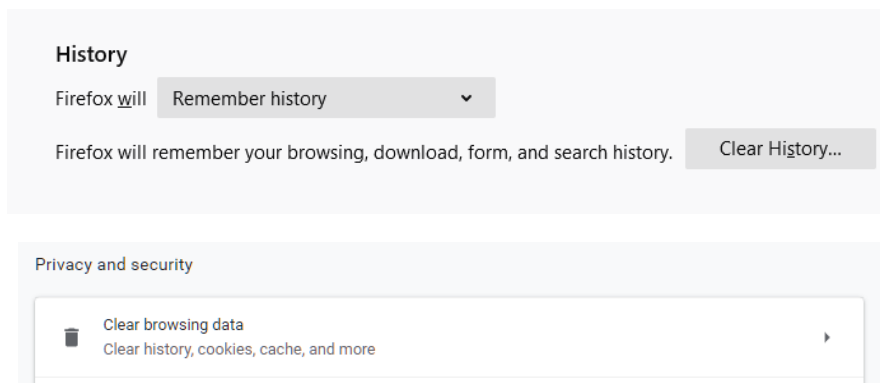 History
Firefox will Remember history
Firefox will remember your browsing, download, form, and search history. Clear History...
Privacy and security
Clear browsing data
Clear history, cookies, cache, and more